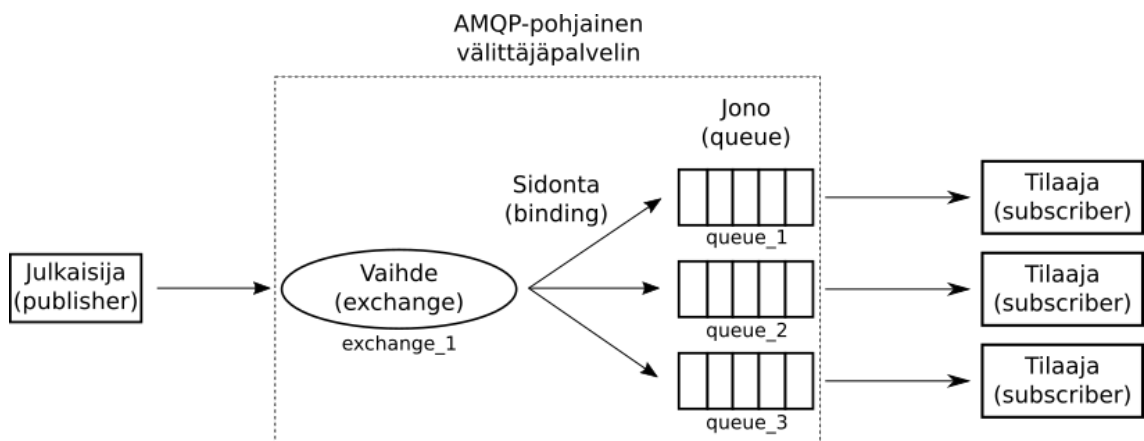 AMQP-pohjainen
välittäjäpalvelin
Jono
(queue)
Sidonta
(binding)
queue_1
Tilaaja
(subscriber)
Julkaisija
(publisher)
Vaihde
(exchange)
exchange_1
queue_2
Tilaaja
(subscriber)
queue_3
Tilaaja
(subscriber)